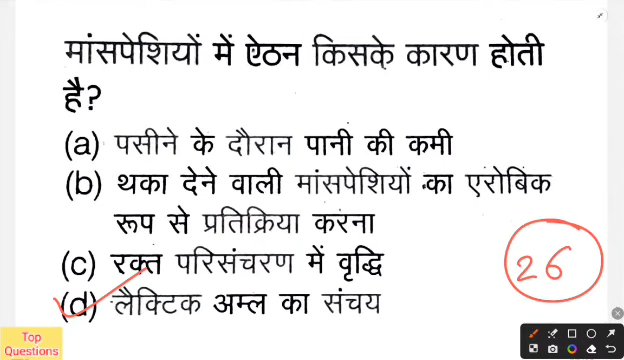 मांसपेशियों में ऐठन किसके कारण होती
है?
(a) पसीने के दौरान पानी की कमी
(b) थका देने वाली मांसपेशियों का एरोबिक
रूप से प्रतिक्रिया करना
(c) रक्त परिसंचरण में वृद्धि
(d) लैक्टिक अम्ल का संचय
26
Top
Questions